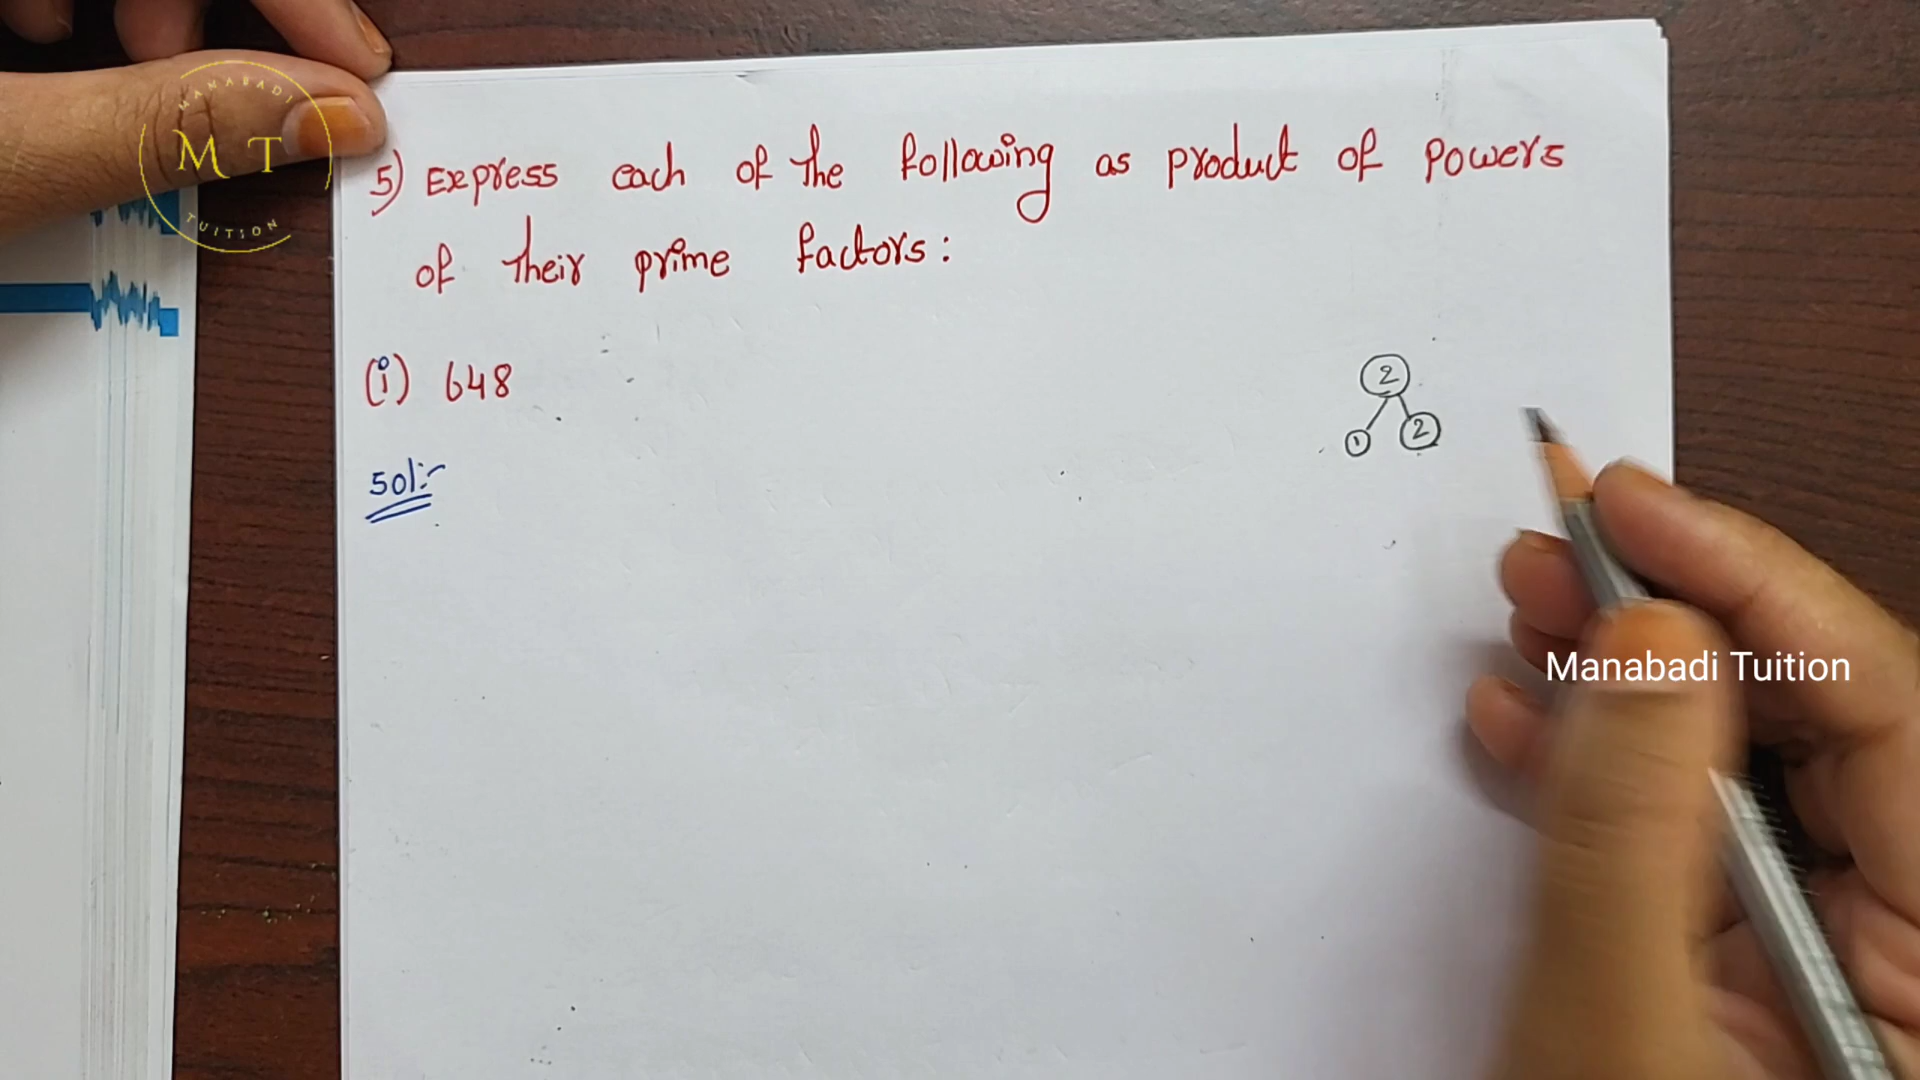 MANABADI
M T
TUITION
5) Express each of the following as product of Powers
of their prime factors:
(i) 648
Sol:-
2
1 2
Manabadi Tuition